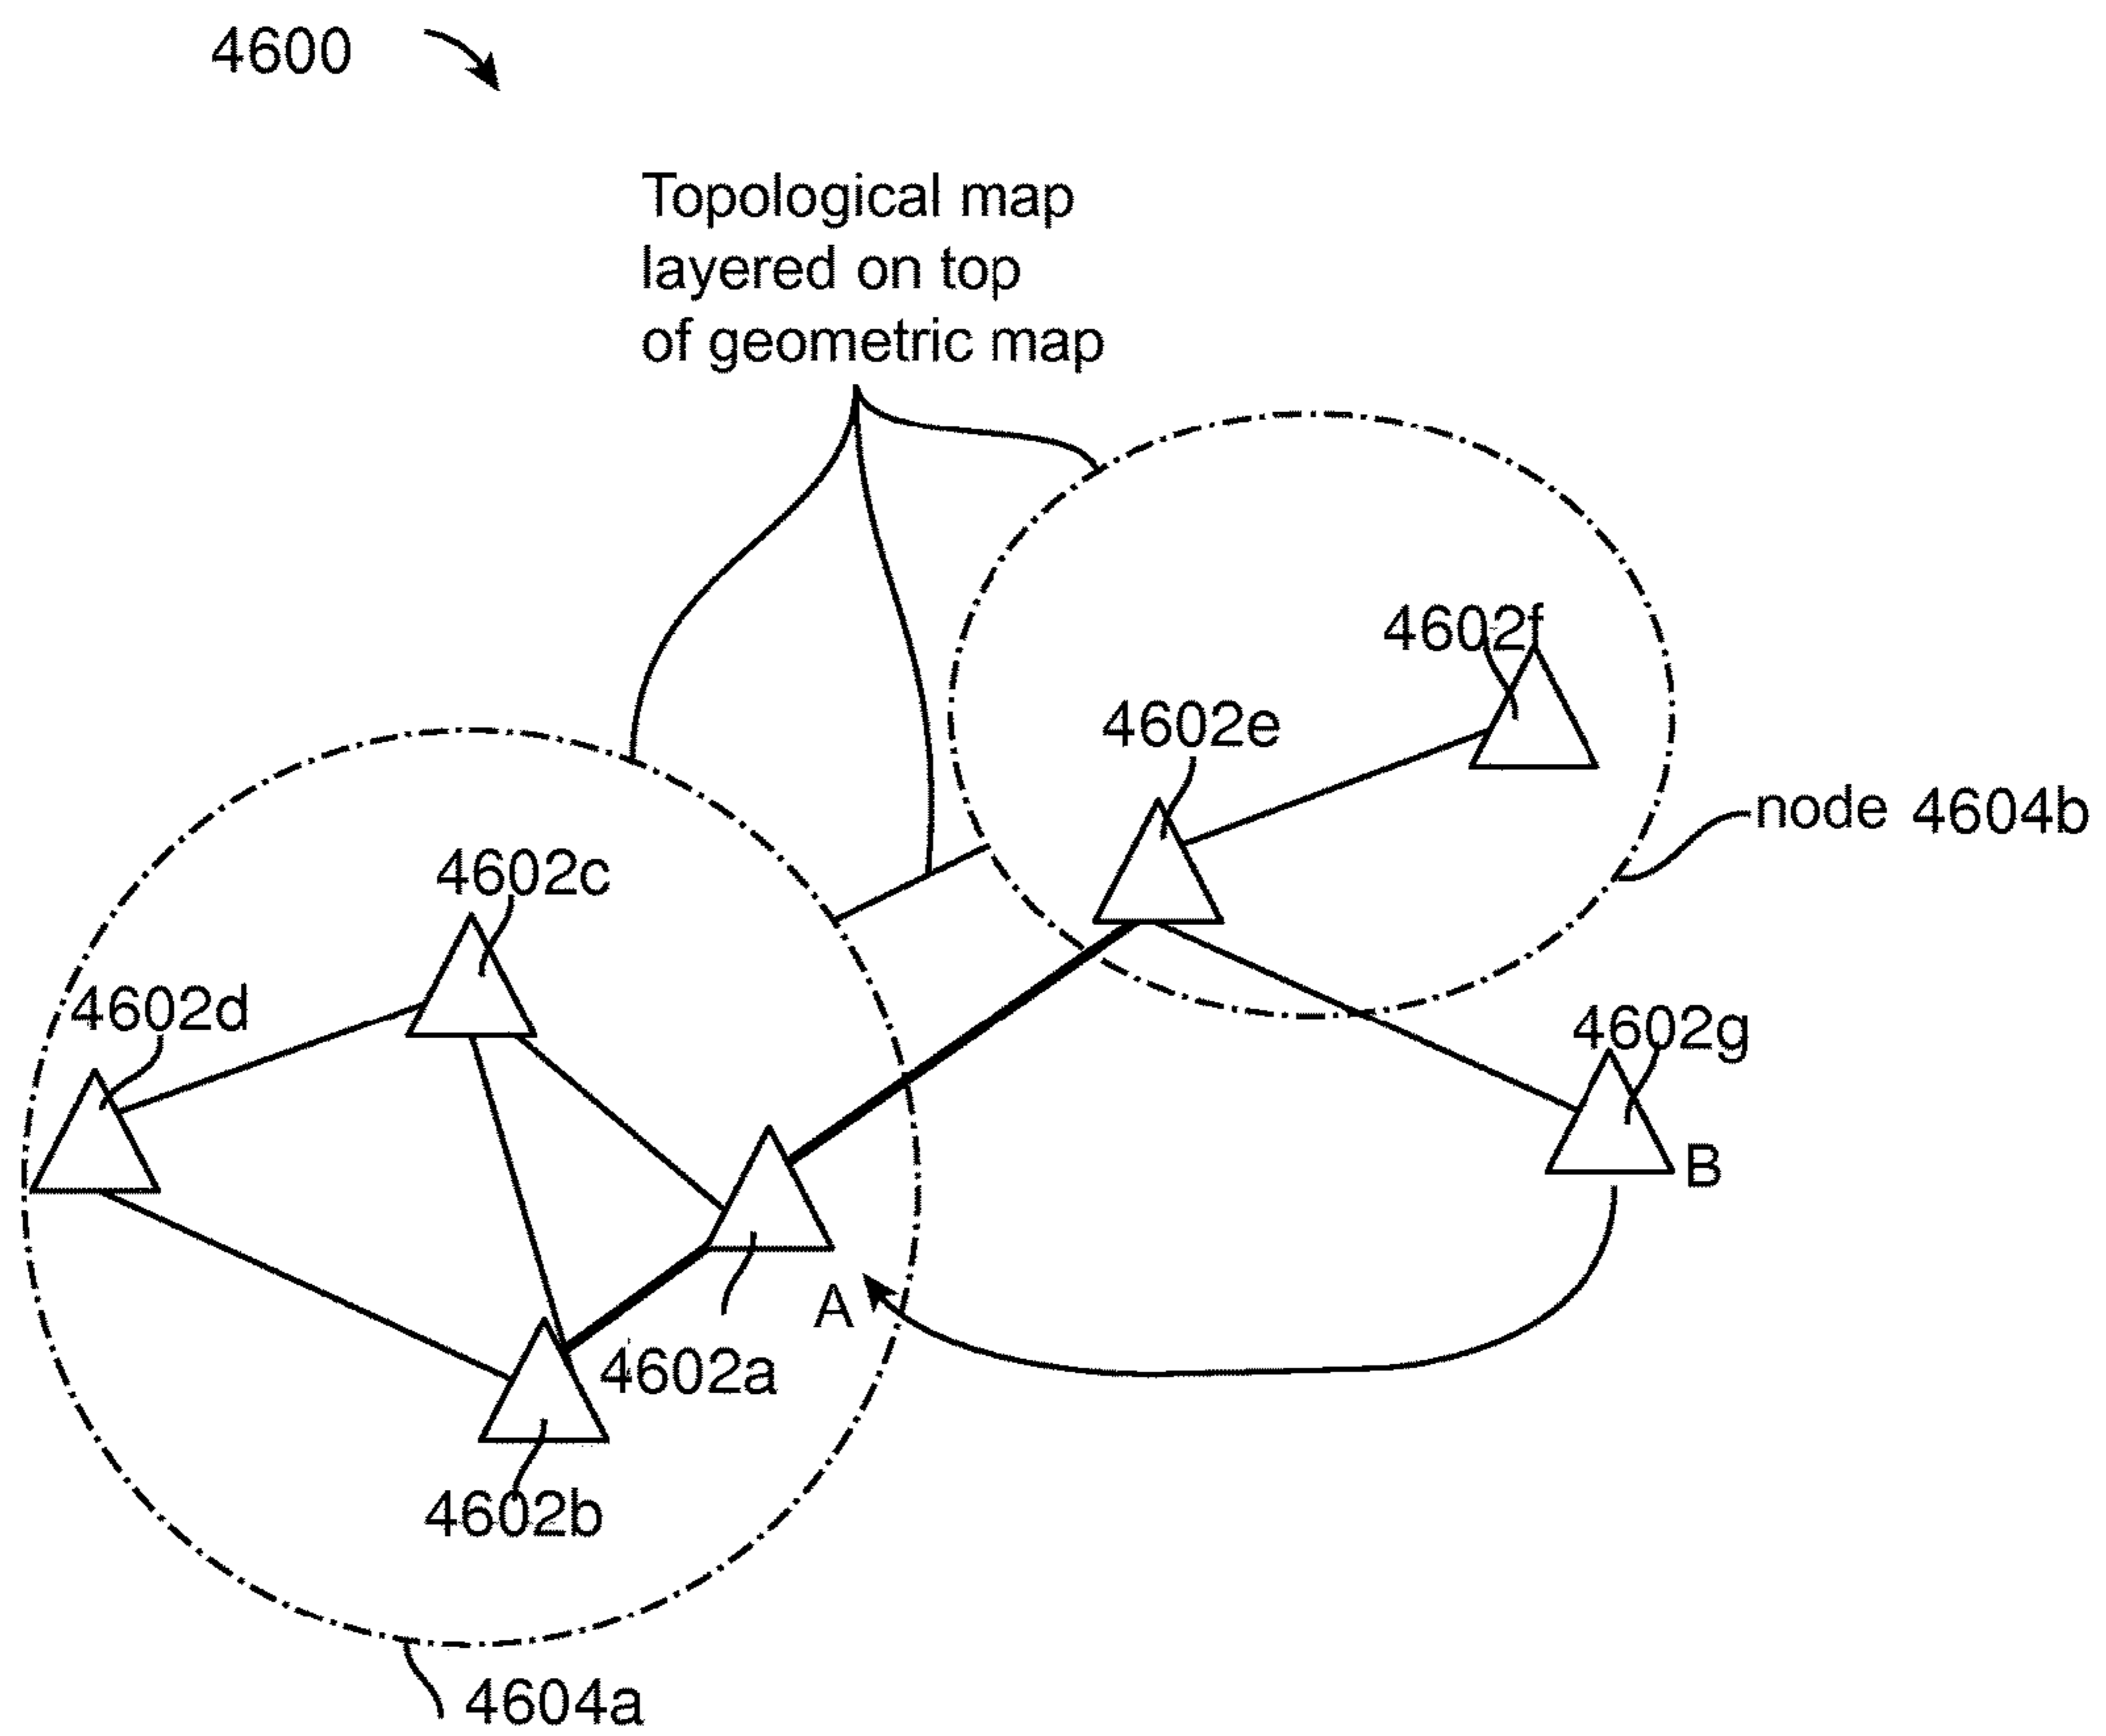 4600
Topological map
layered on top
of geometric map
4602f
4602e
node 4604b
4602c
4602d
4602g
B
A
4602a
4602b
4604a